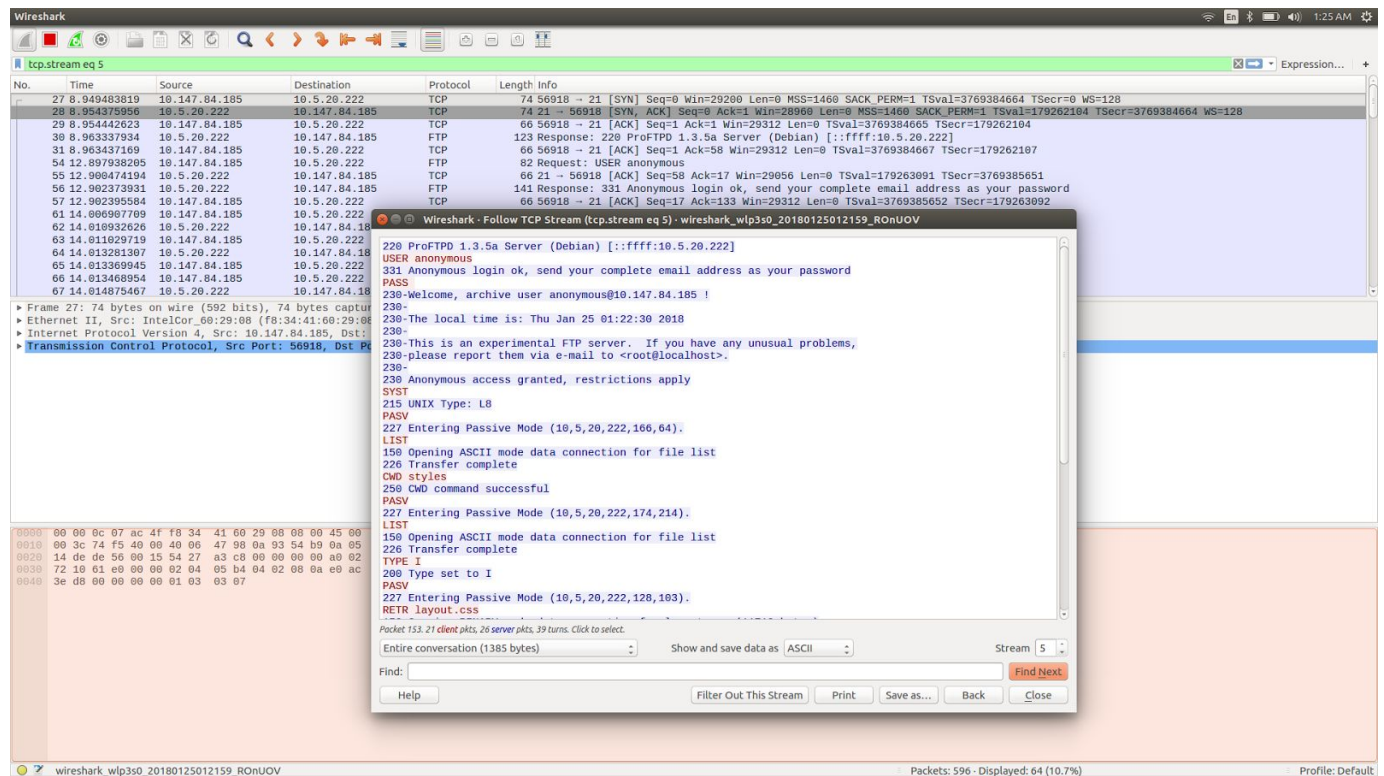 Wireshark
En 1:25 AM
tcp.stream eq 5
Expression... +
No. Time Source Destination Protocol Length Info
27 8.949483819 10.147.84.185 10.5.20.222 TCP 74 56918 → 21 [SYN] Seq=0 Win=29200 Len=0 MSS=1460 SACK_PERM=1 TSval=3769384664 TSecr=0 WS=128
28 8.954375956 10.5.20.222 10.147.84.185 TCP 74 21 → 56918 [SYN, ACK] Seq=0 Ack=1 Win=28960 Len=0 MSS=1460 SACK_PERM=1 TSval=179262104 TSecr=3769384664 WS=128
29 8.954442623 10.147.84.185 10.5.20.222 TCP 66 56918 → 21 [ACK] Seq=1 Ack=1 Win=29312 Len=0 TSval=3769384665 TSecr=179262104
30 8.963337934 10.5.20.222 10.147.84.185 FTP 123 Response: 220 ProFTPD 1.3.5a Server (Debian) [::ffff:10.5.20.222]
31 8.963437169 10.147.84.185 10.5.20.222 TCP 66 56918 → 21 [ACK] Seq=1 Ack=58 Win=29312 Len=0 TSval=3769384667 TSecr=179262107
54 12.897938205 10.147.84.185 10.5.20.222 FTP 82 Request: USER anonymous
55 12.900474194 10.5.20.222 10.147.84.185 TCP 66 21 → 56918 [ACK] Seq=58 Ack=17 Win=29056 Len=0 TSval=179263091 TSecr=3769385651
56 12.902373931 10.5.20.222 10.147.84.185 FTP 141 Response: 331 Anonymous login ok, send your complete email address as your password
57 12.902395584 10.147.84.185 10.5.20.222 TCP 66 56918 → 21 [ACK] Seq=17 Ack=133 Win=29312 Len=0 TSval=3769385652 TSecr=179263092
61 14.006907709 10.147.84.185 10.5.20.222
62 14.010932626 10.5.20.222 10.147.84.18
63 14.011029719 10.147.84.185 10.5.20.222
64 14.013281307 10.5.20.222 10.147.84.18
65 14.013369945 10.147.84.185 10.5.20.222
66 14.013468954 10.147.84.185 10.5.20.222
67 14.014875467 10.5.20.222 10.147.84.18
Frame 27: 74 bytes on wire (592 bits), 74 bytes captur
Ethernet II, Src: IntelCor_60:29:08 (f8:34:41:60:29:08
Internet Protocol Version 4, Src: 10.147.84.185, Dst:
Transmission Control Protocol, Src Port: 56918, Dst Po
0000 00 00 0c 07 ac 4f f8 34 41 60 29 08 08 00 45 00
0010 00 3c 74 f5 40 00 40 06 47 98 0a 93 54 b9 0a 05
0020 14 de de 56 00 15 54 27 a3 c8 00 00 00 00 a0 02
0030 72 10 61 e0 00 00 02 04 05 b4 04 02 08 0a e0 ac
0040 3e d8 00 00 00 00 01 03 03 07
Wireshark · Follow TCP Stream (tcp.stream eq 5) · wireshark_wlp3s0_20180125012159_ROnUOV
220 ProFTPD 1.3.5a Server (Debian) [::ffff:10.5.20.222]
USER anonymous
331 Anonymous login ok, send your complete email address as your password
PASS
230-Welcome, archive user anonymous@10.147.84.185 !
230-
230-The local time is: Thu Jan 25 01:22:30 2018
230-
230-This is an experimental FTP server. If you have any unusual problems,
230-please report them via e-mail to <root@localhost>.
230-
230 Anonymous access granted, restrictions apply
SYST
215 UNIX Type: L8
PASV
227 Entering Passive Mode (10,5,20,222,166,64).
LIST
150 Opening ASCII mode data connection for file list
226 Transfer complete
CWD styles
250 CWD command successful
PASV
227 Entering Passive Mode (10,5,20,222,174,214).
LIST
150 Opening ASCII mode data connection for file list
226 Transfer complete
TYPE I
200 Type set to I
PASV
227 Entering Passive Mode (10,5,20,222,128,103).
RETR layout.css
Packet 153. 21 client pkts, 26 server pkts, 39 turns. Click to select.
Entire conversation (1385 bytes) Show and save data as ASCII Stream 5
Find: Find Next
Help Filter Out This Stream Print Save as... Back Close
wireshark_wlp3s0_20180125012159_ROnUOV Packets: 596 · Displayed: 64 (10.7%) Profile: Default